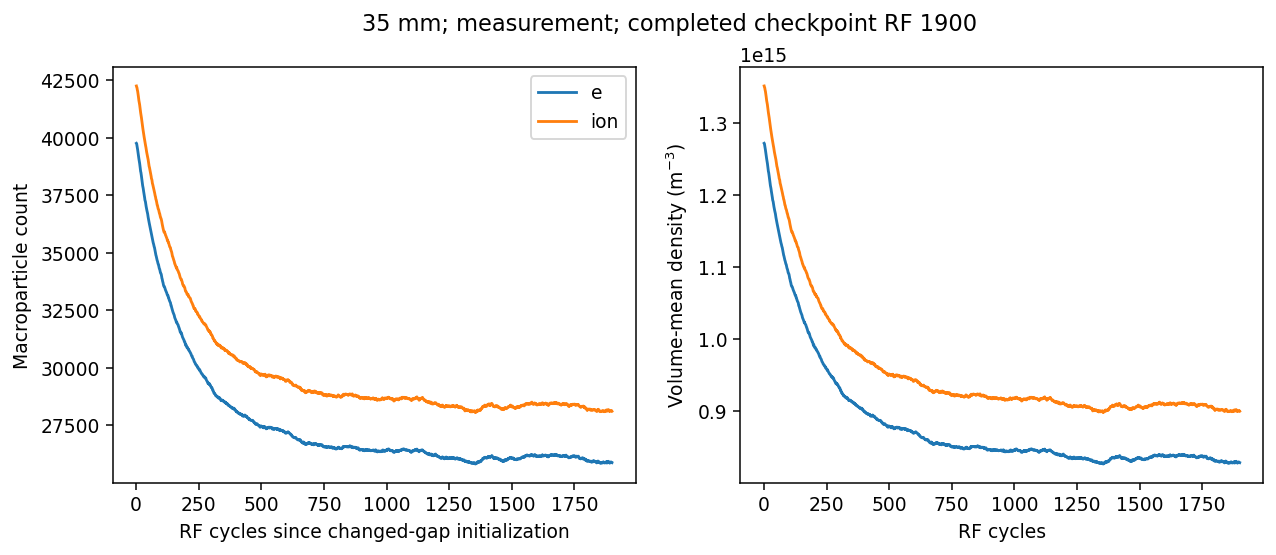 35 mm; measurement; completed checkpoint RF 1900
Macroparticle count
42500
40000
37500
35000
32500
30000
27500
0 250 500 750 1000 1250 1500 1750
RF cycles since changed-gap initialization
e
ion
1e15
Volume-mean density (m⁻³)
1.3
1.2
1.1
1.0
0.9
0 250 500 750 1000 1250 1500 1750
RF cycles